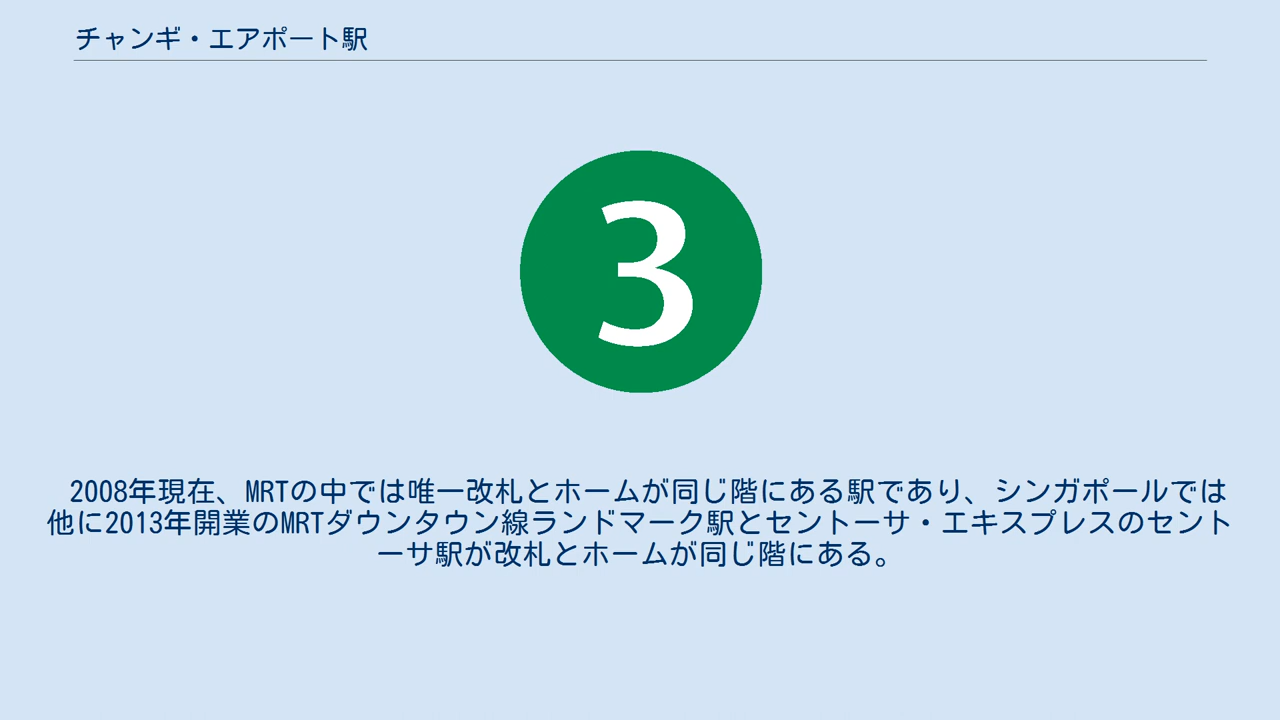 チャンギ・エアポート駅
3
2008年現在、MRTの中では唯一改札とホームが同じ階にある駅であり、シンガポールでは
他に2013年開業のMRTダウンタウン線ランドマーク駅とセントーサ・エキスプレスのセント
ーサ駅が改札とホームが同じ階にある。